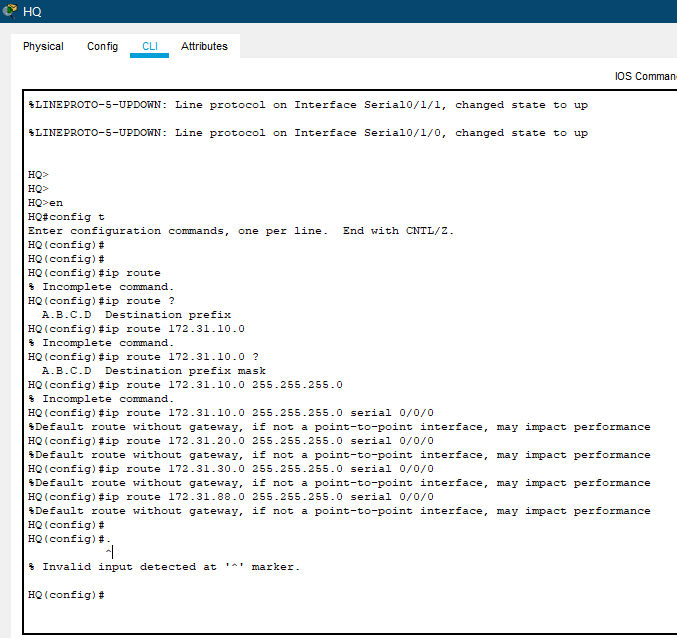 HQ
Physical Config CLI Attributes
IOS Comman
%LINEPROTO-5-UPDOWN: Line protocol on Interface Serial0/1/1, changed state to up
%LINEPROTO-5-UPDOWN: Line protocol on Interface Serial0/1/0, changed state to up
HQ>
HQ>
HQ>en
HQ#config t
Enter configuration commands, one per line.  End with CNTL/Z.
HQ(config)#
HQ(config)#
HQ(config)#ip route
% Incomplete command.
HQ(config)#ip route ?
  A.B.C.D  Destination prefix
HQ(config)#ip route 172.31.10.0
% Incomplete command.
HQ(config)#ip route 172.31.10.0 ?
  A.B.C.D  Destination prefix mask
HQ(config)#ip route 172.31.10.0 255.255.255.0
% Incomplete command.
HQ(config)#ip route 172.31.10.0 255.255.255.0 serial 0/0/0
%Default route without gateway, if not a point-to-point interface, may impact performance
HQ(config)#ip route 172.31.20.0 255.255.255.0 serial 0/0/0
%Default route without gateway, if not a point-to-point interface, may impact performance
HQ(config)#ip route 172.31.30.0 255.255.255.0 serial 0/0/0
%Default route without gateway, if not a point-to-point interface, may impact performance
HQ(config)#ip route 172.31.88.0 255.255.255.0 serial 0/0/0
%Default route without gateway, if not a point-to-point interface, may impact performance
HQ(config)#
HQ(config)#.
           ^
% Invalid input detected at '^' marker.
HQ(config)#